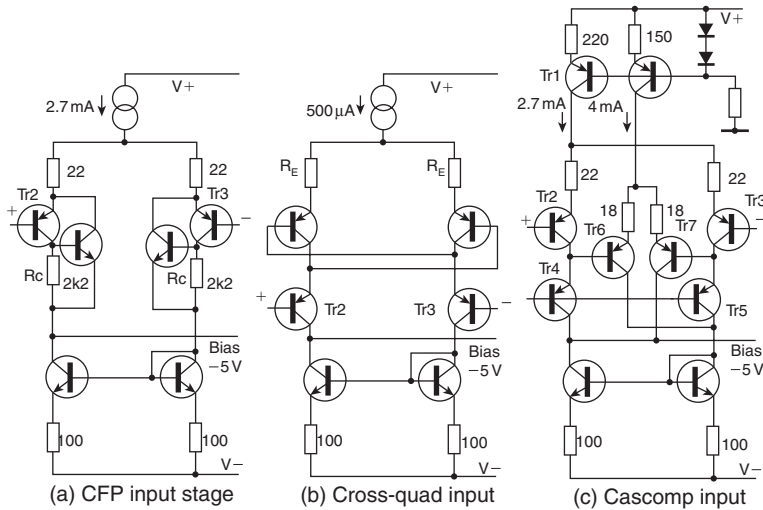 V+
2.7 mA
22
22
Tr2
Tr3
+
−
Rc
2k2
Rc
2k2
Bias
−5 V
100
100
V−
(a) CFP input stage
V+
500 µA
RE
RE
+
Tr2
Tr3
−
Bias
−5 V
100
100
V−
(b) Cross-quad input
V+
220
150
Tr1
2.7 mA
4 mA
22
22
Tr2
Tr3
+
−
18
18
Tr6
Tr7
Tr4
Tr5
Bias
−5 V
100
100
V−
(c) Cascomp input